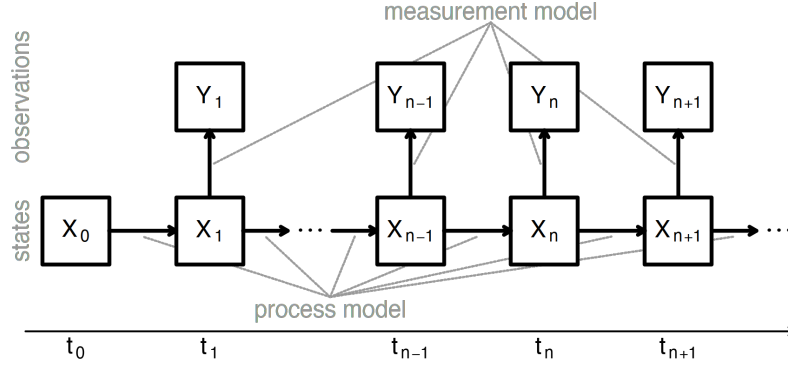 measurement model
observations
Y1 Yn−1 Yn Yn+1
states
X0 X1 ··· Xn−1 Xn Xn+1 ···
process model
t0 t1 tn−1 tn tn+1